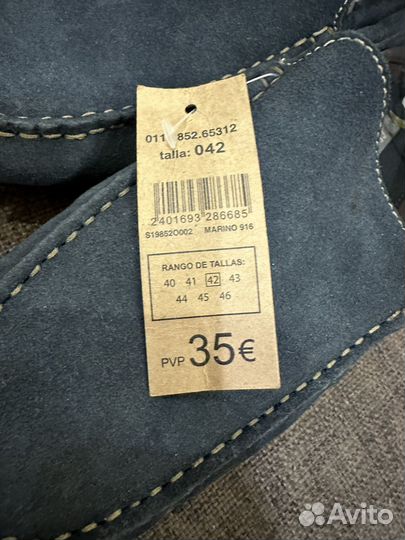 011 852.65312
talla: 042
2401693 286685
S19852O002 MARINO 916
RANGO DE TALLAS:
40 41 42 43
44 45 46
PVP 35€
Avito